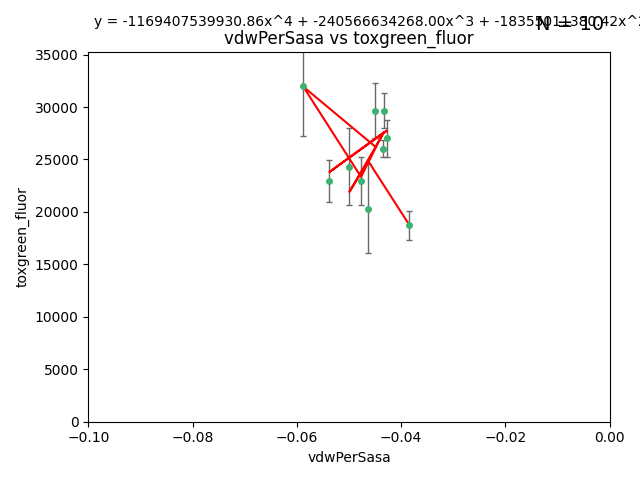 y = -1169407539930.86x^4 + -240566634268.00x^3 +
N = 10
vdwPerSasa vs toxgreen_fluor
35000
30000
25000
20000
15000
10000
5000
0
toxgreen_fluor
−0.10
−0.08
−0.06
−0.04
−0.02
0.00
vdwPerSasa